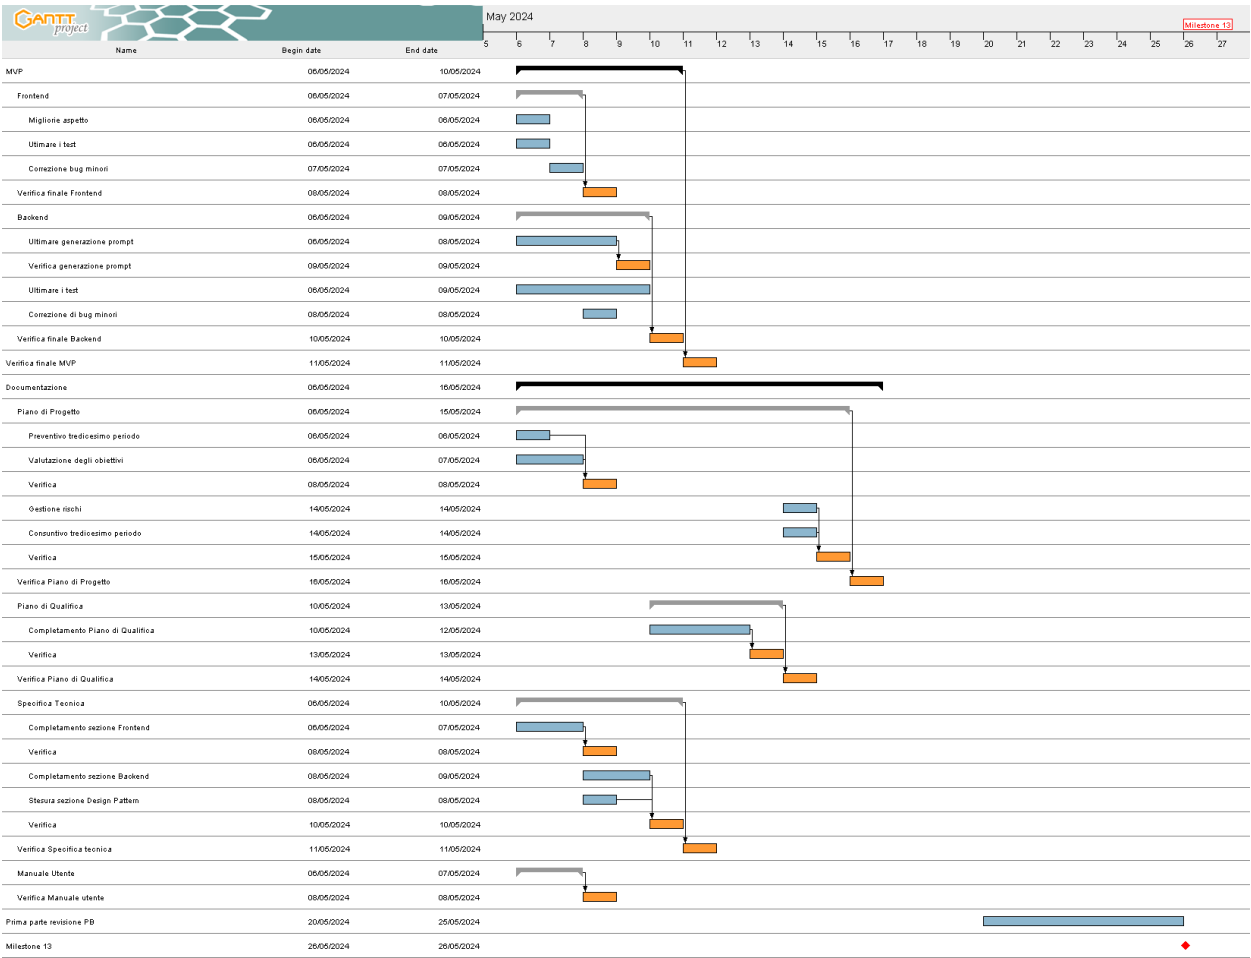 GANTT project
May 2024
Milestone 13
Name Begin date End date 5 6 7 8 9 10 11 12 13 14 15 16 17 18 19 20 21 22 23 24 25 26 27
MVP 06/05/2024 10/05/2024
Frontend 06/05/2024 07/05/2024
Migliorie aspetto 06/05/2024 06/05/2024
Utimare i test 06/05/2024 06/05/2024
Correzione bug minori 07/05/2024 07/05/2024
Verifica finale Frontend 08/05/2024 08/05/2024
Backend 06/05/2024 09/05/2024
Ultimare generazione prompt 06/05/2024 08/05/2024
Verifica generazione prompt 09/05/2024 09/05/2024
Ultimare i test 06/05/2024 09/05/2024
Correzione di bug minori 08/05/2024 08/05/2024
Verifica finale Backend 10/05/2024 10/05/2024
Verifica finale MVP 11/05/2024 11/05/2024
Documentazione 06/05/2024 16/05/2024
Piano di Progetto 06/05/2024 15/05/2024
Preventivo tredicesimo periodo 06/05/2024 06/05/2024
Valutazione degli obiettivi 06/05/2024 07/05/2024
Verifica 08/05/2024 08/05/2024
Gestione rischi 14/05/2024 14/05/2024
Consuntivo tredicesimo periodo 14/05/2024 14/05/2024
Verifica 15/05/2024 15/05/2024
Verifica Piano di Progetto 16/05/2024 16/05/2024
Piano di Qualifica 10/05/2024 13/05/2024
Completamento Piano di Qualifica 10/05/2024 12/05/2024
Verifica 13/05/2024 13/05/2024
Verifica Piano di Qualifica 14/05/2024 14/05/2024
Specifica Tecnica 06/05/2024 10/05/2024
Completamento sezione Frontend 06/05/2024 07/05/2024
Verifica 08/05/2024 08/05/2024
Completamento sezione Backend 08/05/2024 09/05/2024
Stesura sezione Design Pattern 08/05/2024 08/05/2024
Verifica 10/05/2024 10/05/2024
Verifica Specifica tecnica 11/05/2024 11/05/2024
Manuale Utente 06/05/2024 07/05/2024
Verifica Manuale utente 08/05/2024 08/05/2024
Prima parte revisione PB 20/05/2024 25/05/2024
Milestone 13 26/05/2024 26/05/2024